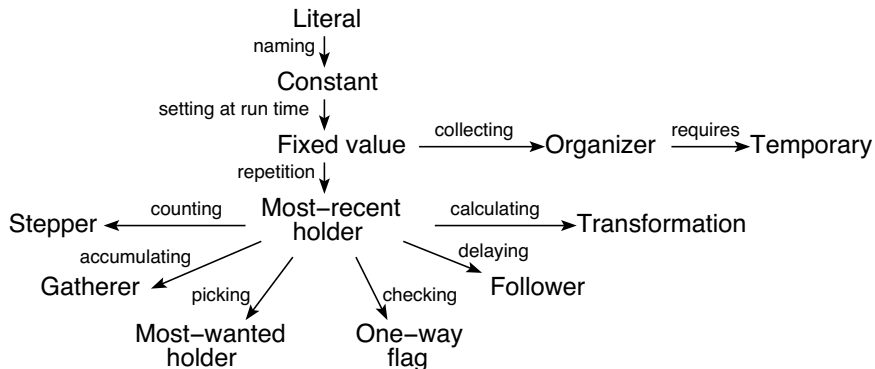 Literal
naming
Constant
setting at run time
Fixed value
collecting
Organizer
requires
Temporary
repetition
Most−recent
holder
counting
Stepper
calculating
Transformation
accumulating
Gatherer
delaying
Follower
picking
Most−wanted
holder
checking
One−way
flag